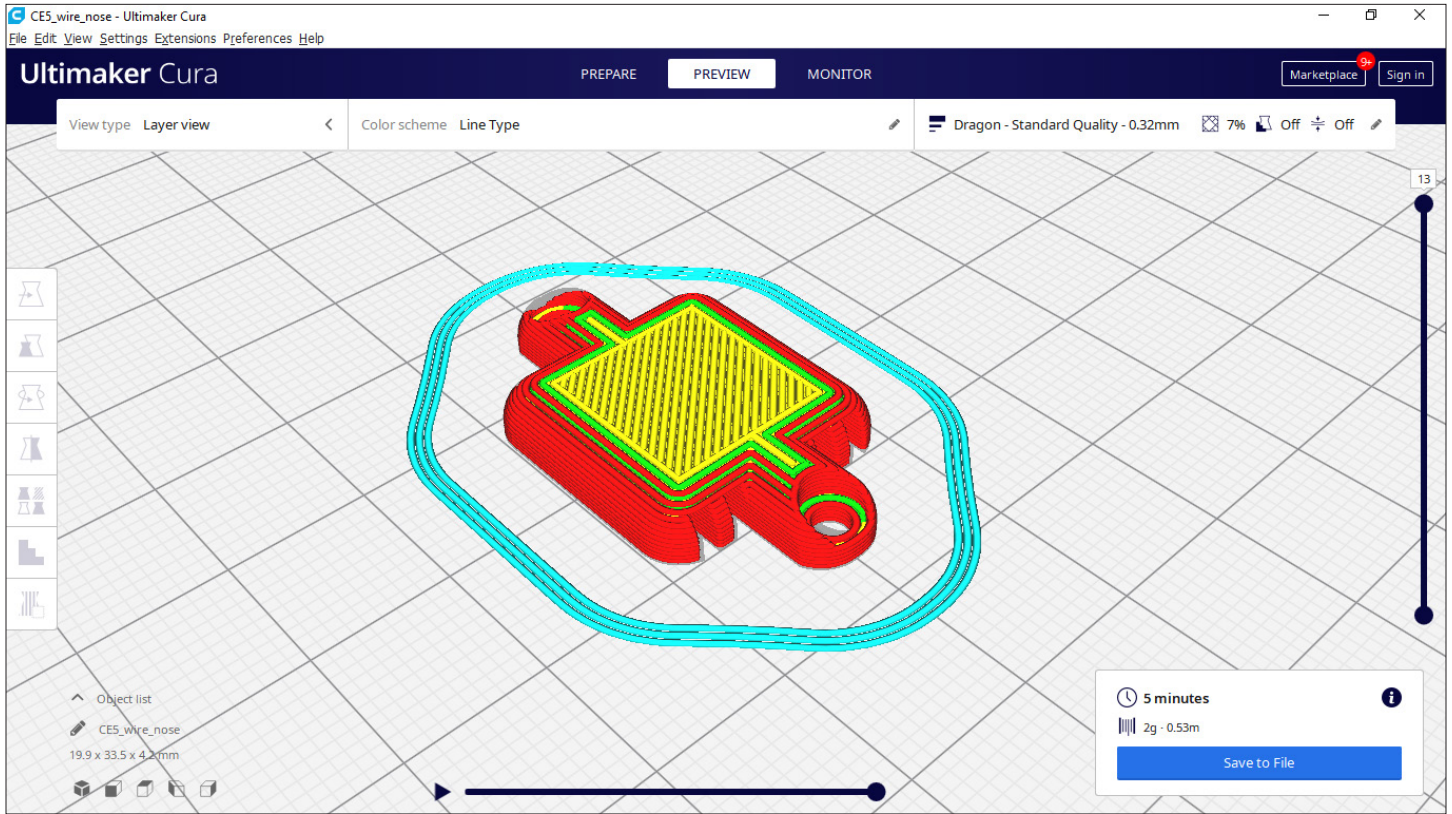 CE5_wire_nose - Ultimaker Cura
File Edit View Settings Extensions Preferences Help
Ultimaker Cura
PREPARE PREVIEW MONITOR
Marketplace 9+ Sign in
View type Layer view Color scheme Line Type Dragon - Standard Quality - 0.32mm 7% Off Off
13
Object list
CE5_wire_nose
19.9 x 33.5 x 4.2 mm
5 minutes
2g · 0.53m
Save to File